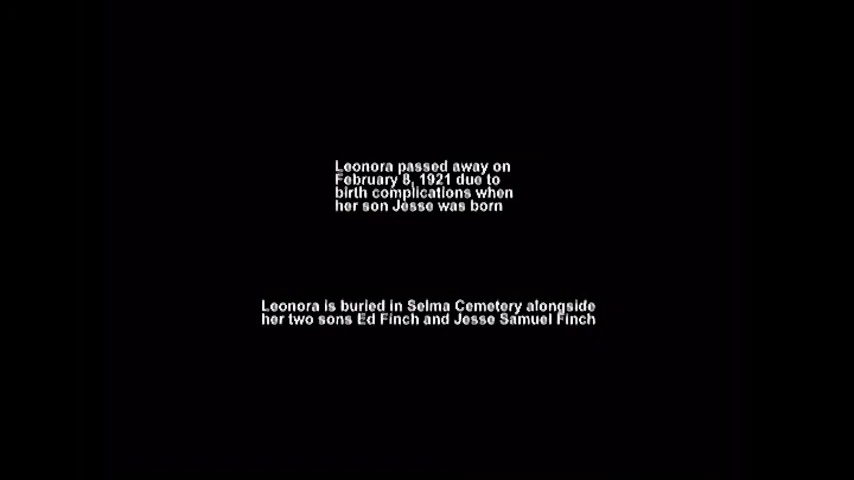 Leonora passed away on
February 8, 1921 due to
birth complications when
her son Jesse was born
Leonora is buried in Selma Cemetery alongside
her two sons Ed Finch and Jesse Samuel Finch